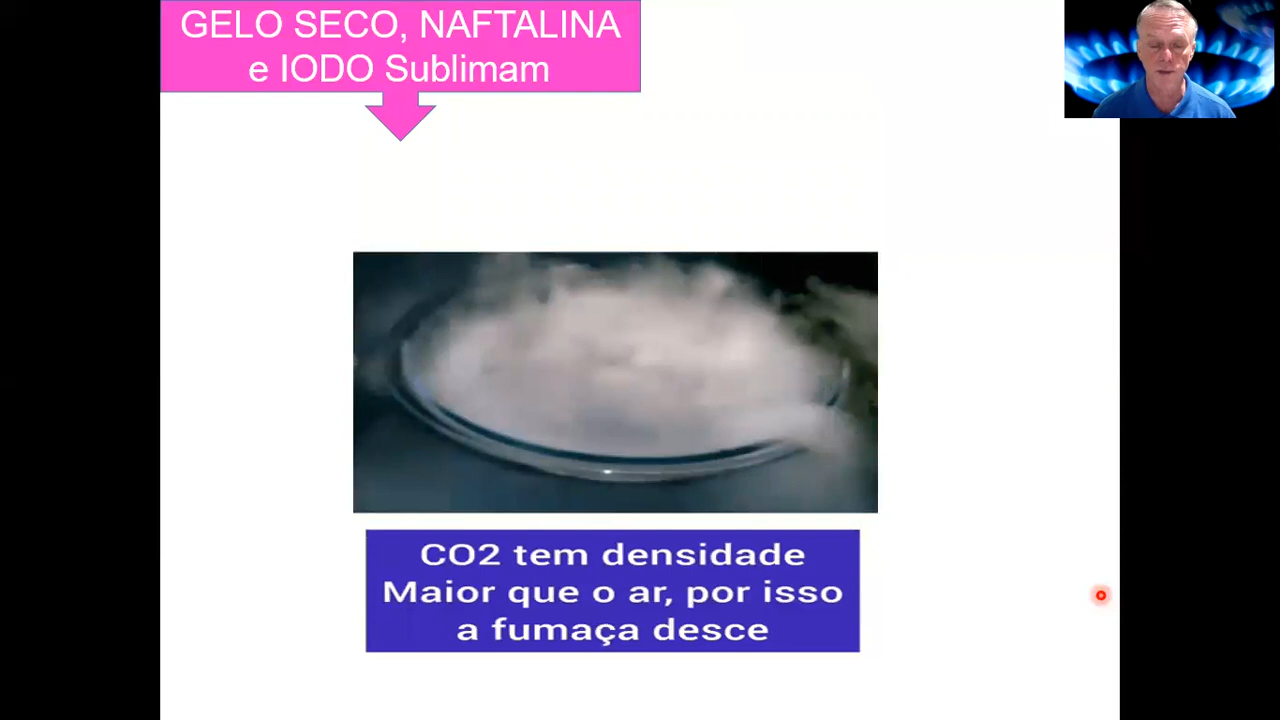 GELO SECO, NAFTALINA
e IODO Sublimam
CO2 tem densidade
Maior que o ar, por isso
a fumaça desce